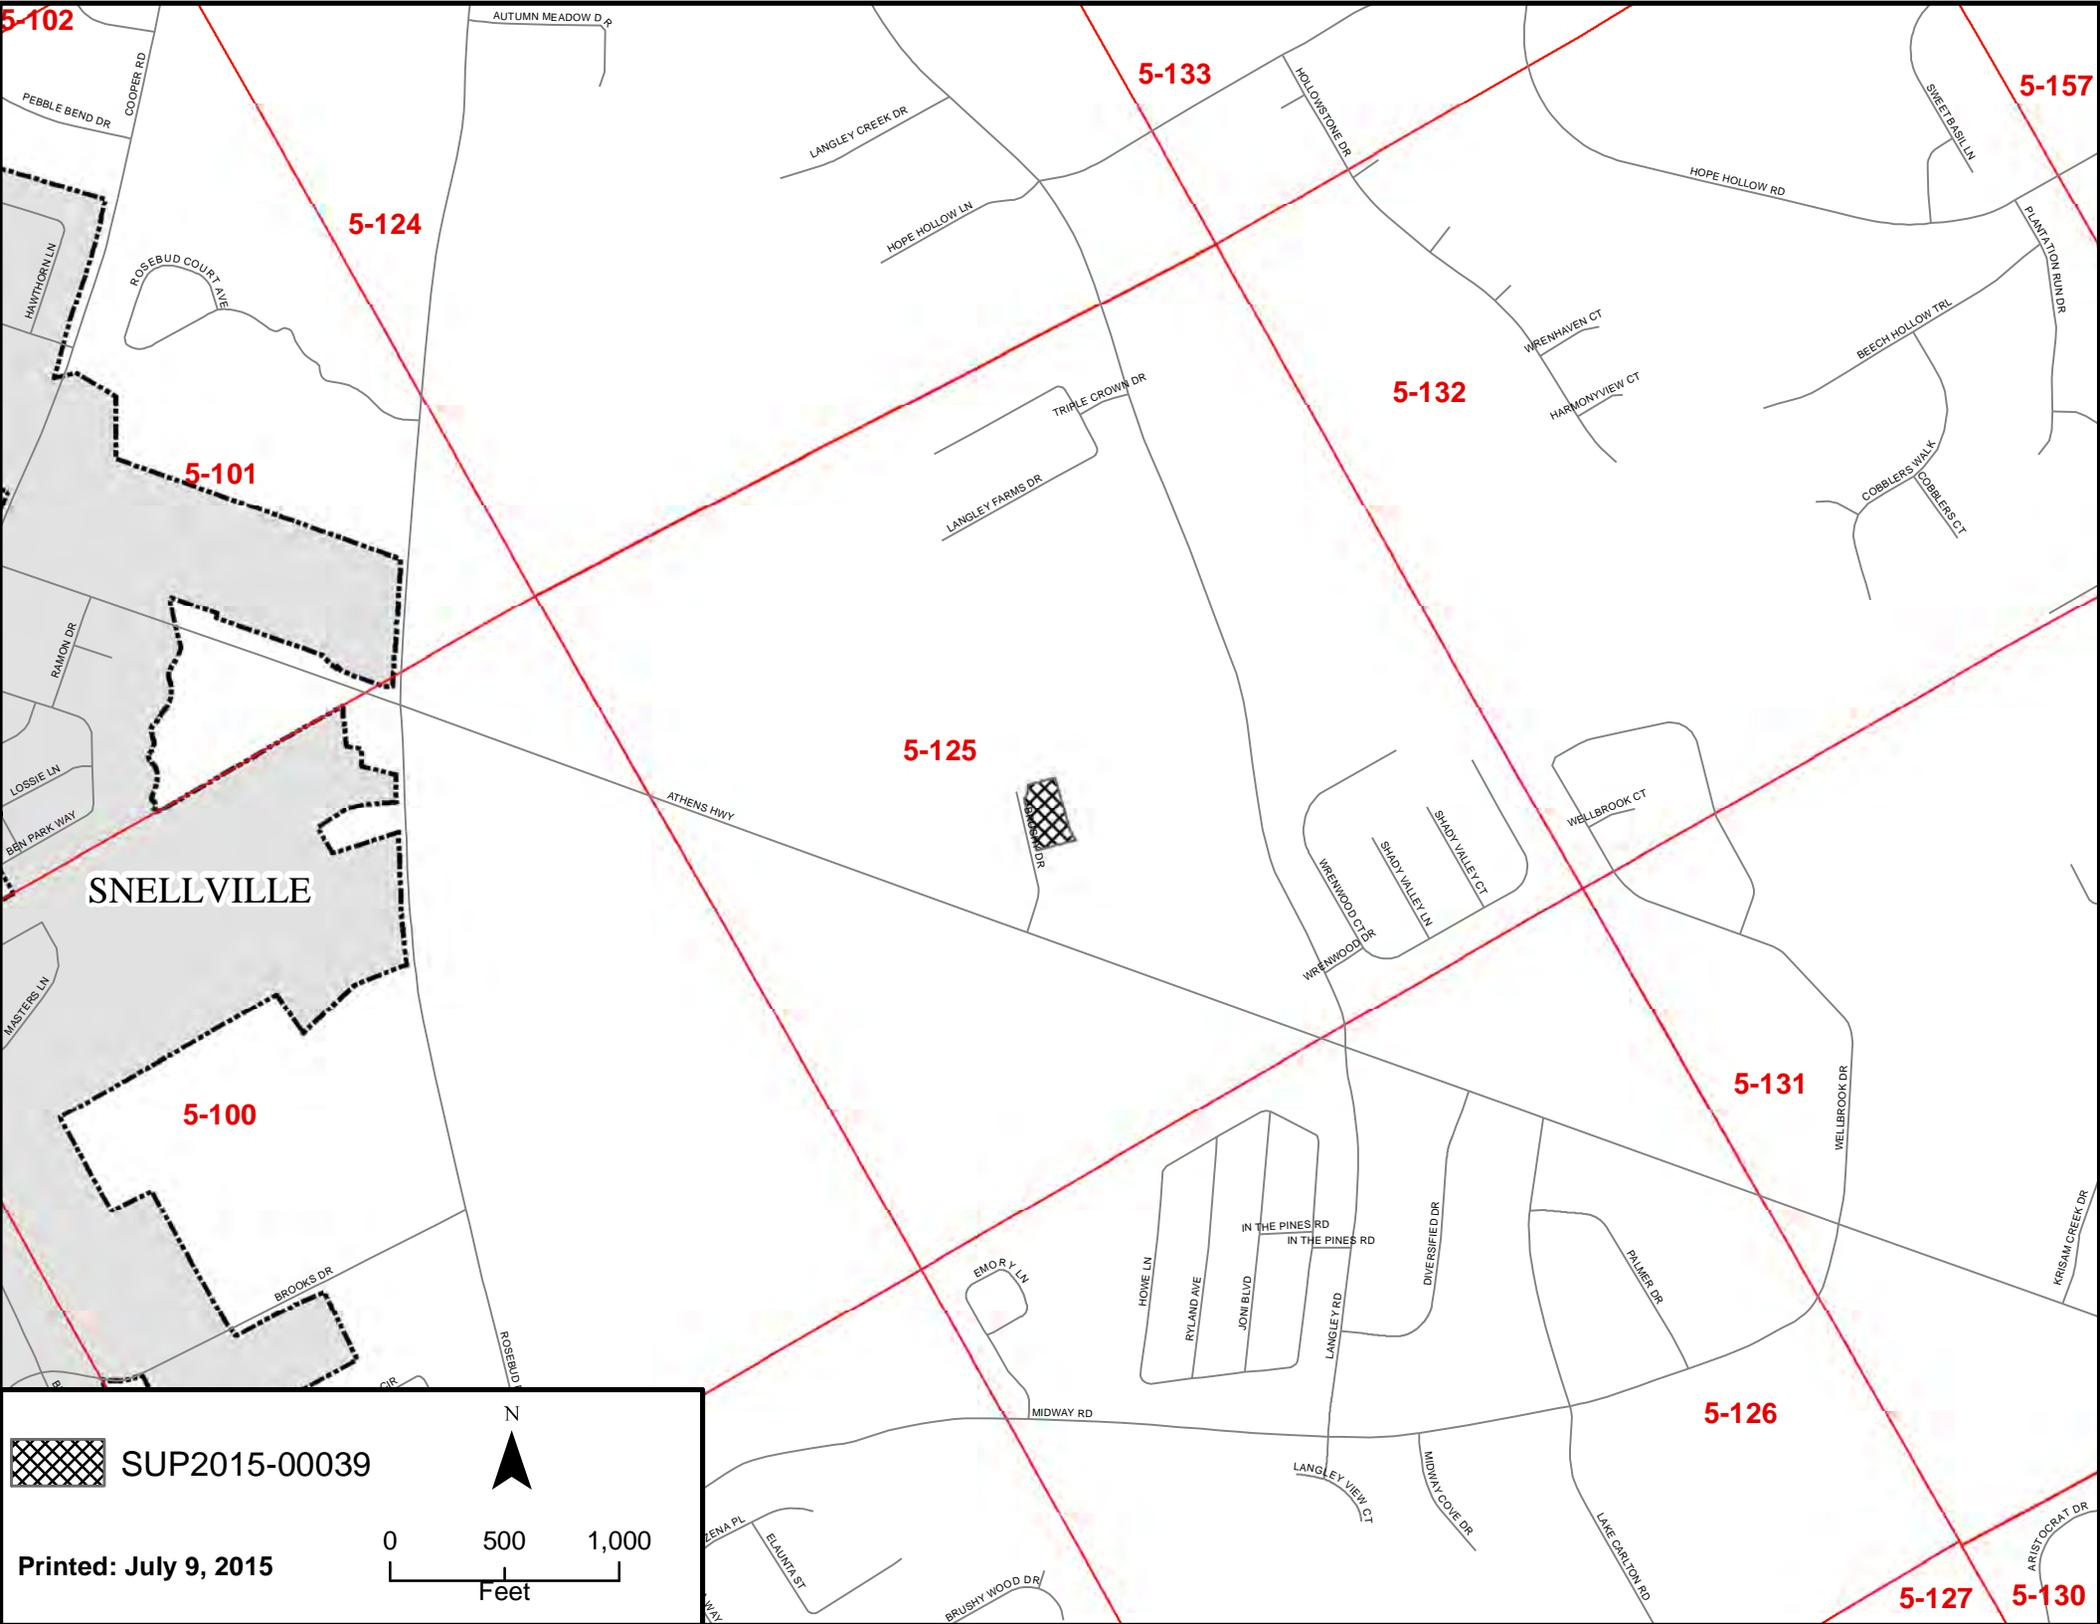 5-102
AUTUMN MEADOW DR
COOPER RD
5-133
HOLLOWSTONE DR
5-157
PEBBLE BEND DR
LANGLEY CREEK DR
SWEET BASIL LN
HOPE HOLLOW RD
5-124
HOPE HOLLOW LN
PLANTATION RUN DR
HAWTHORN LN
ROSEBUD COURT AVE
WRENHAVEN CT
BEECH HOLLOW TRL
TRIPLE CROWN DR
5-132
HARMONYVIEW CT
5-101
LANGLEY FARMS DR
COBBLERS WALK
COBBLERS CT
RAMON DR
5-125
LOSSIE LN
ATHENS HWY
BRUSHY DR
WELLBROOK CT
BEN PARK WAY
SHADY VALLEY CT
SHADY VALLEY LN
WRENWOOD CT
SNELLVILLE
WRENWOOD DR
MASTERS LN
5-100
5-131
WELLBROOK DR
IN THE PINES RD
IN THE PINES RD
DIVERSIFIED DR
KRISAM CREEK DR
EMORY LN
HOWE LN
RYLAND AVE
JONI BLVD
LANGLEY RD
PALMER DR
BROOKS DR
ROSEBUD
CIR
MIDWAY RD
5-126
SUP2015-00039
N
LANGLEY VIEW CT
MIDWAY COVE DR
ZENA PL
ELAUNTA ST
LAKE CARLTON RD
ARISTOCRAT DR
0 500 1,000
Feet
Printed: July 9, 2015
BRUSHY WOOD DR
WAY
5-127
5-130